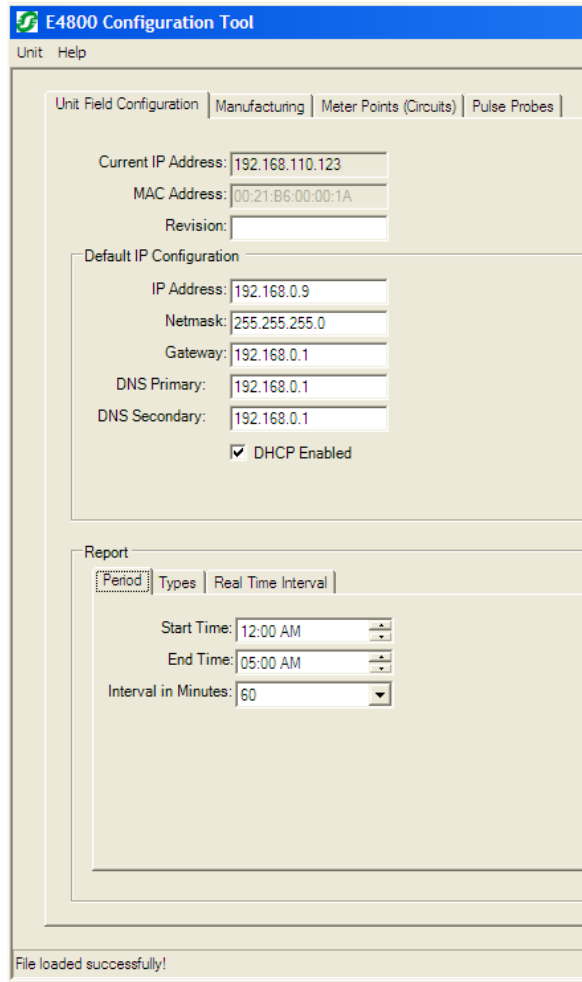 E4800 Configuration Tool
Unit Help
Unit Field Configuration Manufacturing Meter Points (Circuits) Pulse Probes
Current IP Address: 192.168.110.123
MAC Address: 00:21:B6:00:00:1A
Revision:
Default IP Configuration
IP Address: 192.168.0.9
Netmask: 255.255.255.0
Gateway: 192.168.0.1
DNS Primary: 192.168.0.1
DNS Secondary: 192.168.0.1
DHCP Enabled
Report
Period Types Real Time Interval
Start Time: 12:00 AM
End Time: 05:00 AM
Interval in Minutes: 60
File loaded successfully!